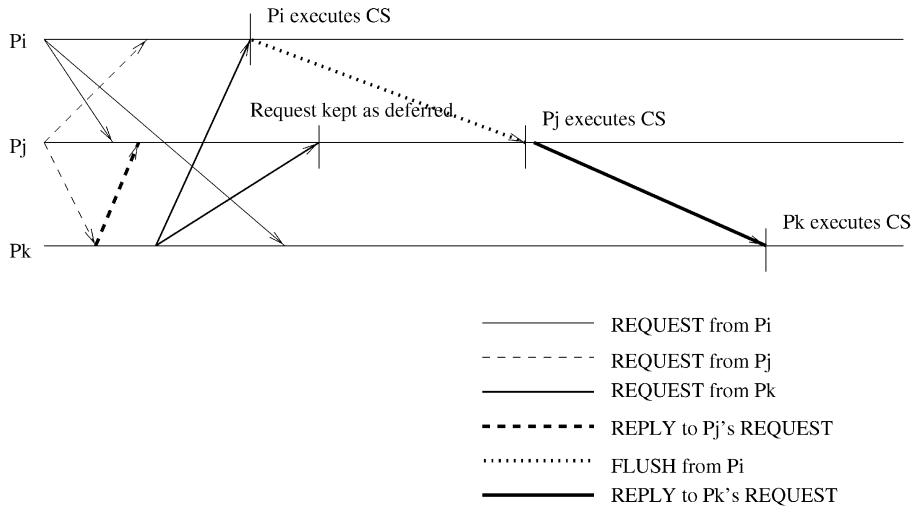 Pi executes CS
Pi
Request kept as deferred
Pj executes CS
Pj
Pk executes CS
Pk
REQUEST from Pi
REQUEST from Pj
REQUEST from Pk
REPLY to Pj's REQUEST
FLUSH from Pi
REPLY to Pk's REQUEST